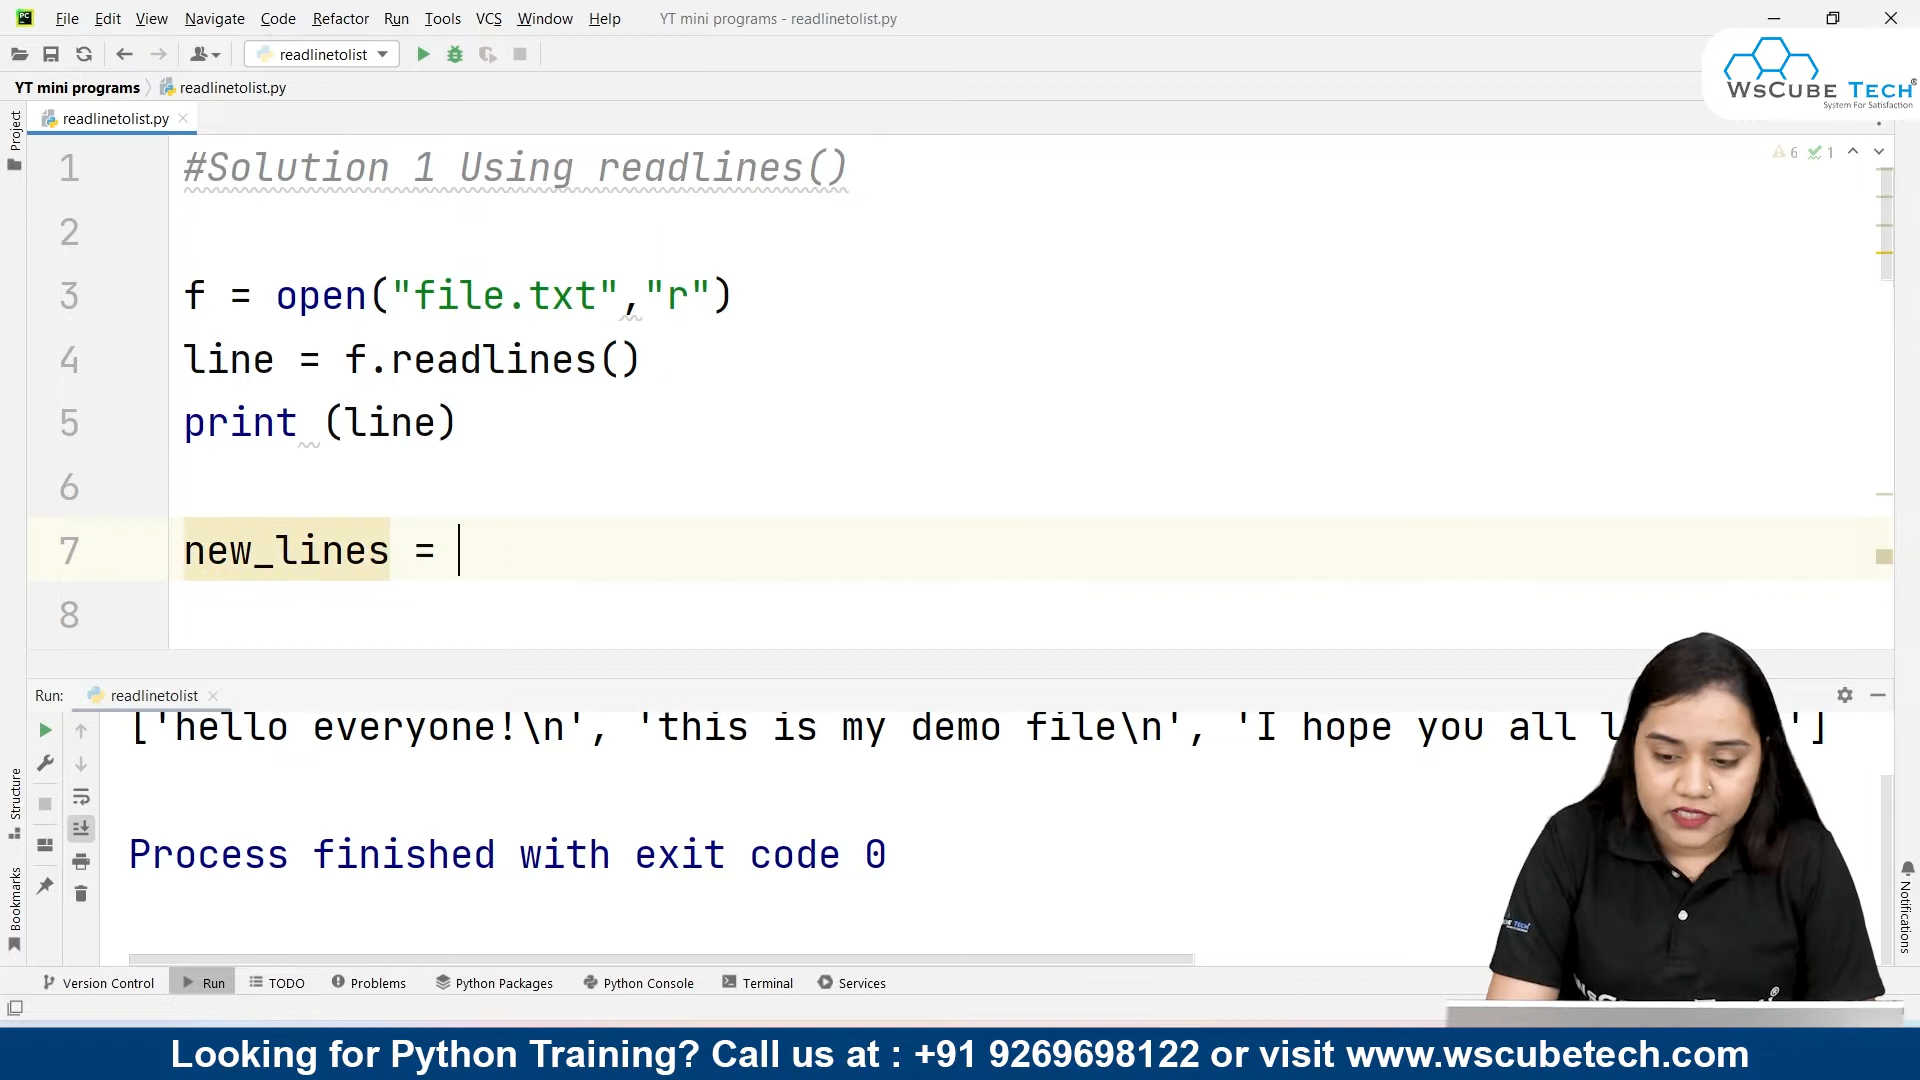 File Edit View Navigate Code Refactor Run Tools VCS Window Help YT mini programs - readlinetolist.py
readlinetolist
YT mini programs readlinetolist.py
WSCUBE TECH®
System For Satisfaction
readlinetolist.py
Project
6 1
1 #Solution 1 Using readlines()
2
3 f = open("file.txt","r")
4 line = f.readlines()
5 print (line)
6
7 new_lines =
8
Run: readlinetolist
['hello everyone!\n', 'this is my demo file\n', 'I hope you all l ']
Process finished with exit code 0
Structure
Bookmarks
Notifications
Version Control Run TODO Problems Python Packages Python Console Terminal Services
Looking for Python Training? Call us at : +91 9269698122 or visit www.wscubetech.com